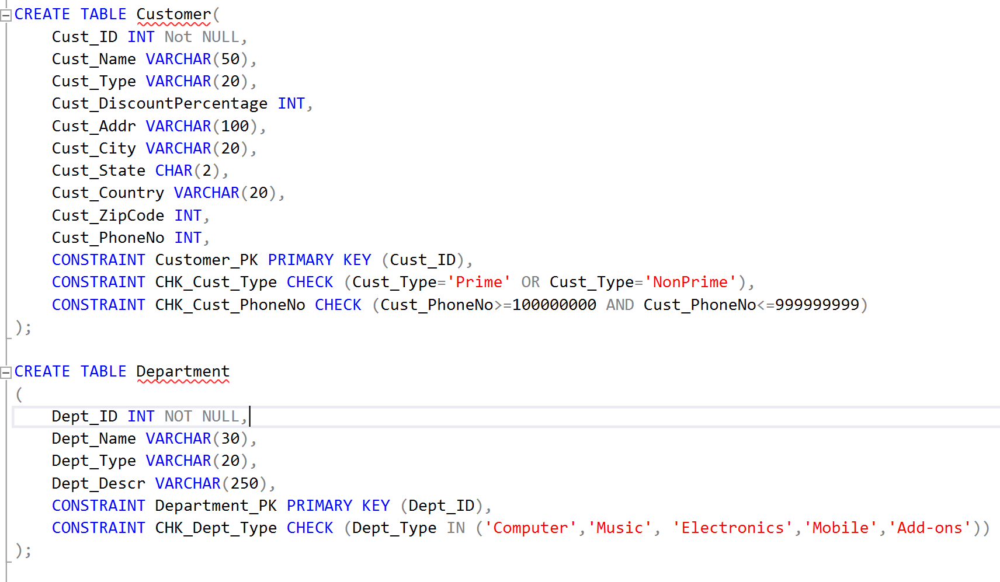 CREATE TABLE Customer(
    Cust_ID INT Not NULL,
    Cust_Name VARCHAR(50),
    Cust_Type VARCHAR(20),
    Cust_DiscountPercentage INT,
    Cust_Addr VARCHAR(100),
    Cust_City VARCHAR(20),
    Cust_State CHAR(2),
    Cust_Country VARCHAR(20),
    Cust_ZipCode INT,
    Cust_PhoneNo INT,
    CONSTRAINT Customer_PK PRIMARY KEY (Cust_ID),
    CONSTRAINT CHK_Cust_Type CHECK (Cust_Type='Prime' OR Cust_Type='NonPrime'),
    CONSTRAINT CHK_Cust_PhoneNo CHECK (Cust_PhoneNo>=100000000 AND Cust_PhoneNo<=999999999)
);
CREATE TABLE Department
(
    Dept_ID INT NOT NULL,
    Dept_Name VARCHAR(30),
    Dept_Type VARCHAR(20),
    Dept_Descr VARCHAR(250),
    CONSTRAINT Department_PK PRIMARY KEY (Dept_ID),
    CONSTRAINT CHK_Dept_Type CHECK (Dept_Type IN ('Computer','Music', 'Electronics','Mobile','Add-ons'))
);